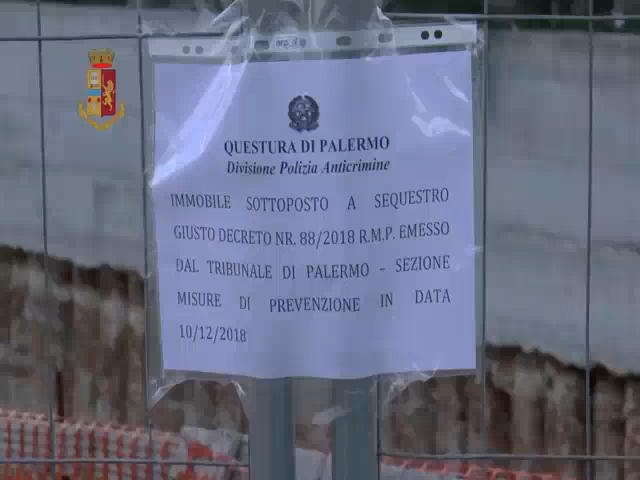 QUESTURA DI PALERMO
Divisione Polizia Anticrimine
IMMOBILE SOTTOPOSTO A SEQUESTRO
GIUSTO DECRETO NR. 88/2018 R.M.P. EMESSO
DAL TRIBUNALE DI PALERMO – SEZIONE
MISURE DI PREVENZIONE IN DATA
10/12/2018